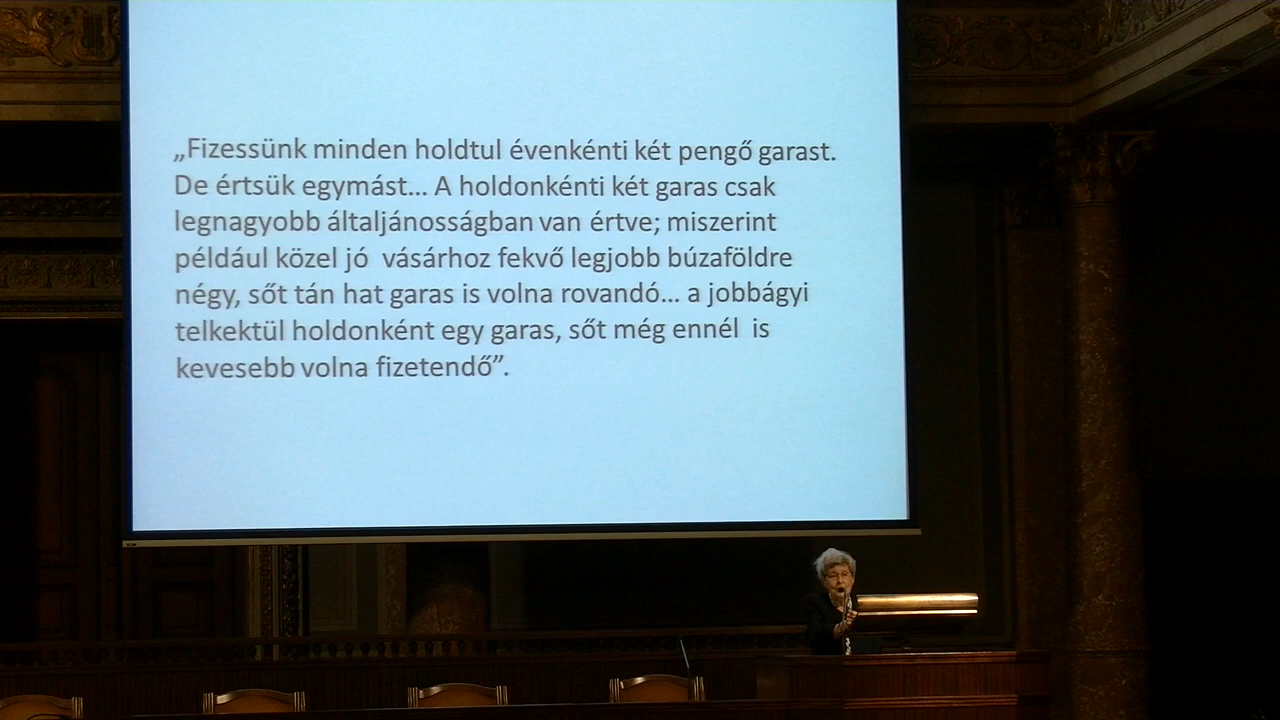 „Fizessünk minden holdtul évenkénti két pengő garast.
De értsük egymást... A holdonkénti két garas csak
legnagyobb általjánosságban van értve; miszerint
például közel jó vásárhoz fekvő legjobb búzaföldre
négy, sőt tán hat garas is volna rovandó... a jobbágyi
telkektül holdonként egy garas, sőt még ennél is
kevesebb volna fizetendő”.